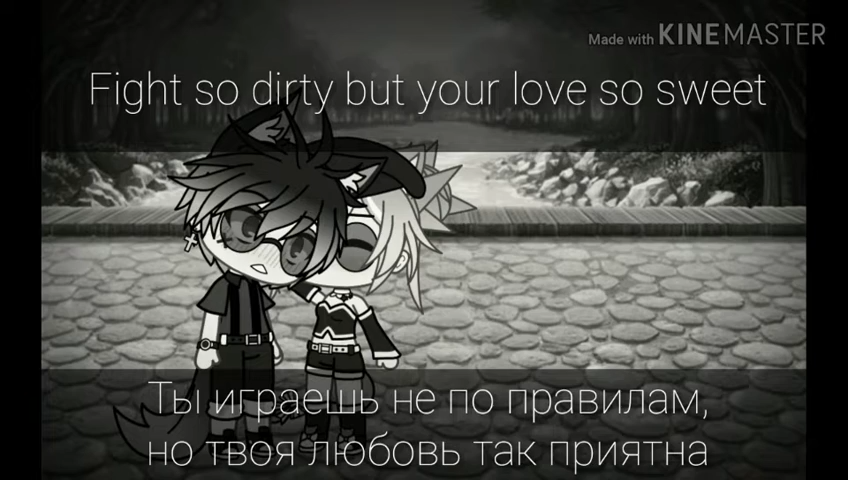 Made with KINEMASTER
Fight so dirty but your love so sweet
Ты играешь не по правилам,
но твоя любовь так приятна